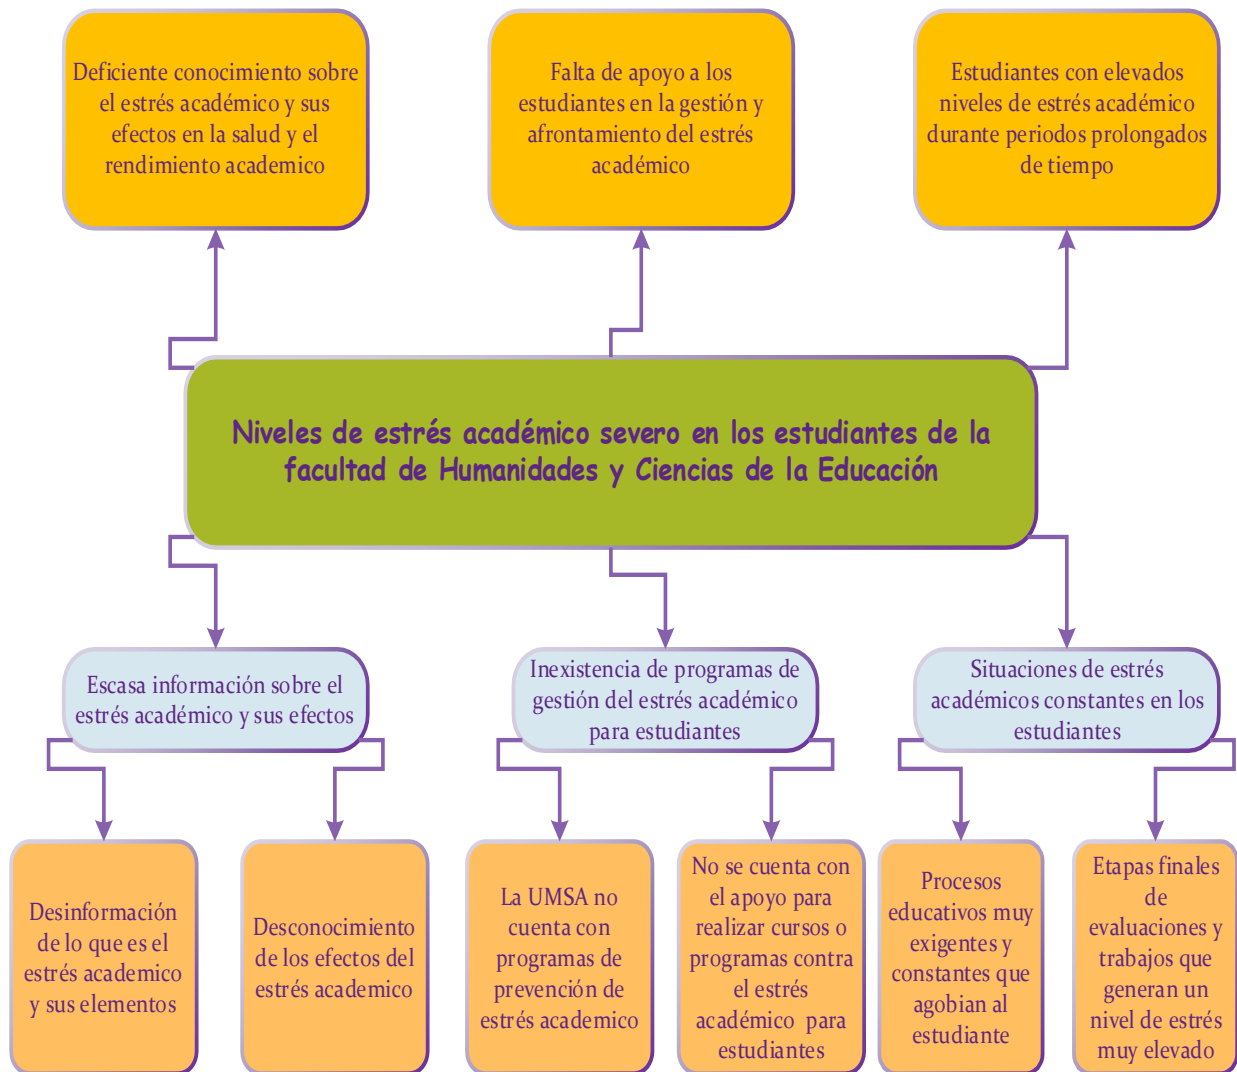 Deficiente conocimiento sobre
el estrés académico y sus
efectos en la salud y el
rendimiento academico
Falta de apoyo a los
estudiantes en la gestión y
afrontamiento del estrés
académico
Estudiantes con elevados
niveles de estrés académico
durante periodos prolongados
de tiempo
Niveles de estrés académico severo en los estudiantes de la
facultad de Humanidades y Ciencias de la Educación
Escasa información sobre el
estrés académico y sus efectos
Inexistencia de programas de
gestión del estrés académico
para estudiantes
Situaciones de estrés
académicos constantes en los
estudiantes
Desinformación
de lo que es el
estrés academico
y sus elementos
Desconocimiento
de los efectos del
estrés academico
La UMSA no
cuenta con
programas de
prevención de
estrés academico
No se cuenta con
el apoyo para
realizar cursos o
programas contra
el estrés
académico para
estudiantes
Procesos
educativos muy
exigentes y
constantes que
agobian al
estudiante
Etapas finales
de
evaluaciones y
trabajos que
generan un
nivel de estrés
muy elevado